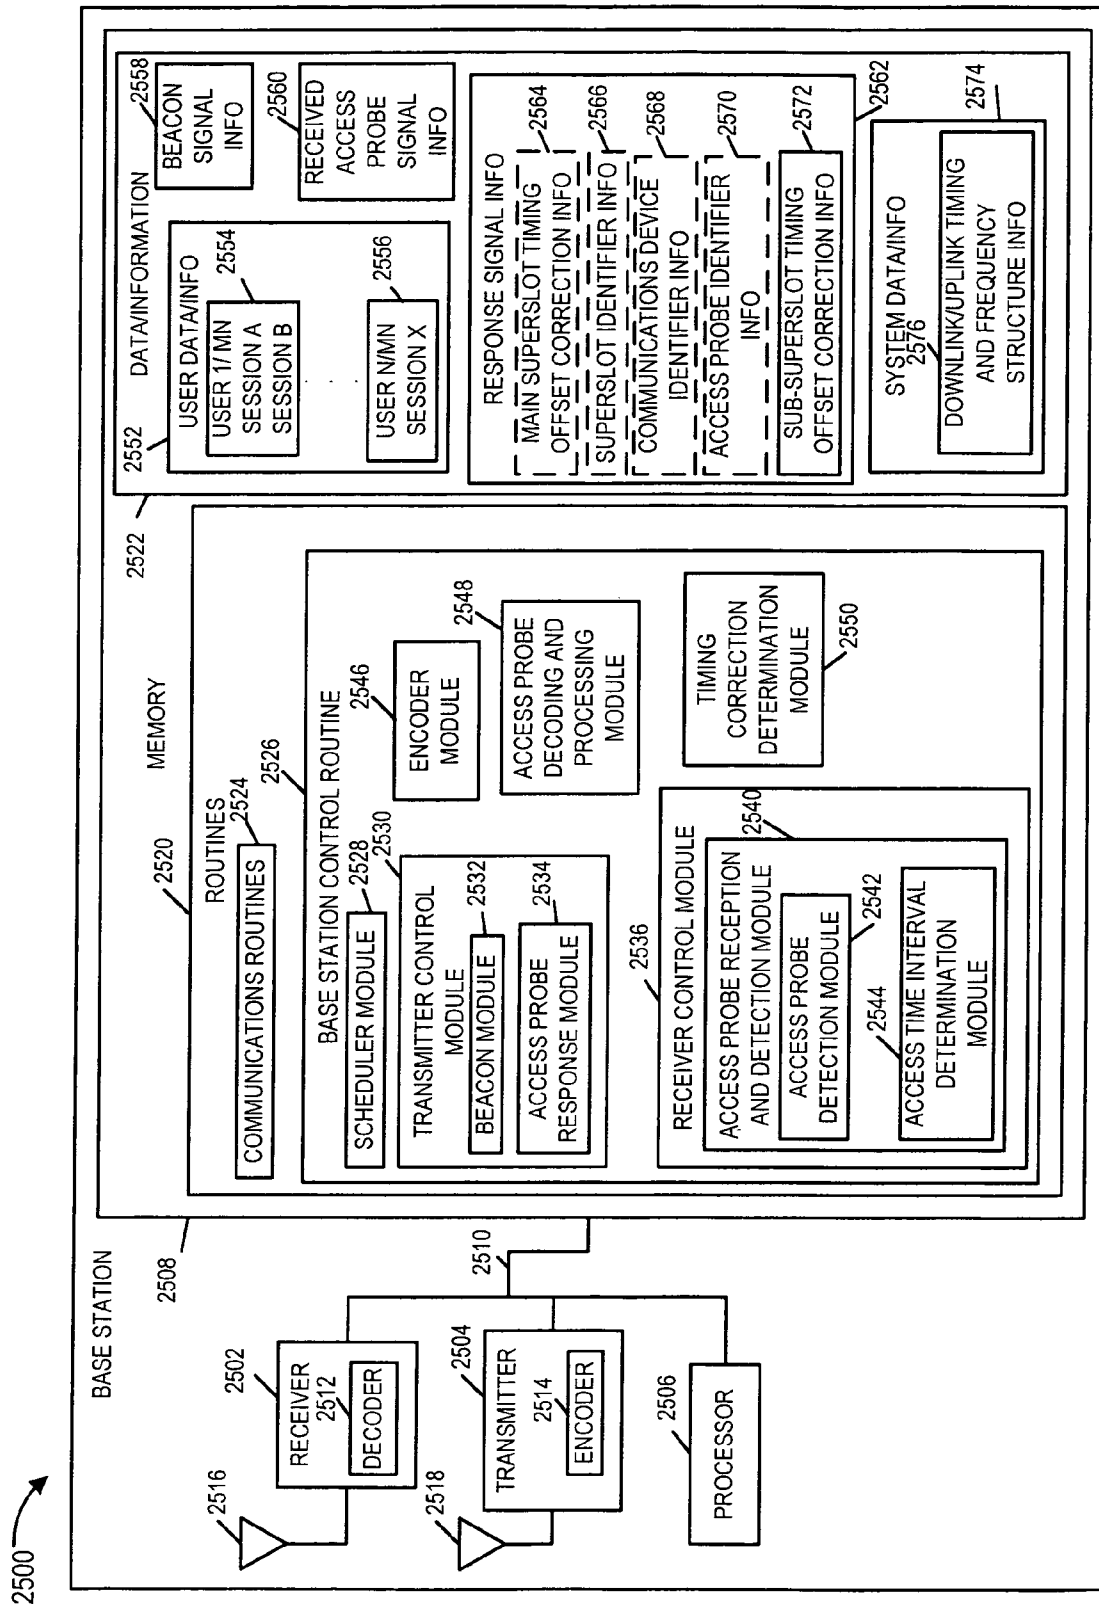 2500
BASE STATION
2516
2502
RECEIVER
2512
DECODER
2518
2504
TRANSMITTER
2514
ENCODER
2506
PROCESSOR
2510
2508
MEMORY
2520
ROUTINES
2524
COMMUNICATIONS ROUTINES
2526
BASE STATION CONTROL ROUTINE
2528
SCHEDULER MODULE
2530
TRANSMITTER CONTROL
MODULE
2532
BEACON MODULE
2534
ACCESS PROBE
RESPONSE MODULE
2546
ENCODER
MODULE
2548
ACCESS PROBE
DECODING AND
PROCESSING
MODULE
2536
RECEIVER CONTROL MODULE
2540
ACCESS PROBE RECEPTION
AND DETECTION MODULE
ACCESS PROBE
DETECTION MODULE
2542
2544
ACCESS TIME INTERVAL
DETERMINATION
MODULE
TIMING
CORRECTION
DETERMINATION
MODULE
2550
2522
DATA/INFORMATION
2552
USER DATA/INFO
2554
USER 1/ MN
SESSION A
SESSION B
2556
USER N/MN
SESSION X
2558
BEACON
SIGNAL
INFO
2560
RECEIVED
ACCESS
PROBE
SIGNAL
INFO
RESPONSE SIGNAL INFO
2564
MAIN SUPERSLOT TIMING
OFFSET CORRECTION INFO
2566
SUPERSLOT IDENTIFIER INFO
2568
COMMUNICATIONS DEVICE
IDENTIFIER INFO
2570
ACCESS PROBE IDENTIFIER
INFO
2572
SUB-SUPERSLOT TIMING
OFFSET CORRECTION INFO
2562
SYSTEM DATA/INFO
2574
2576
DOWNLINK/UPLINK TIMING
AND FREQUENCY
STRUCTURE INFO